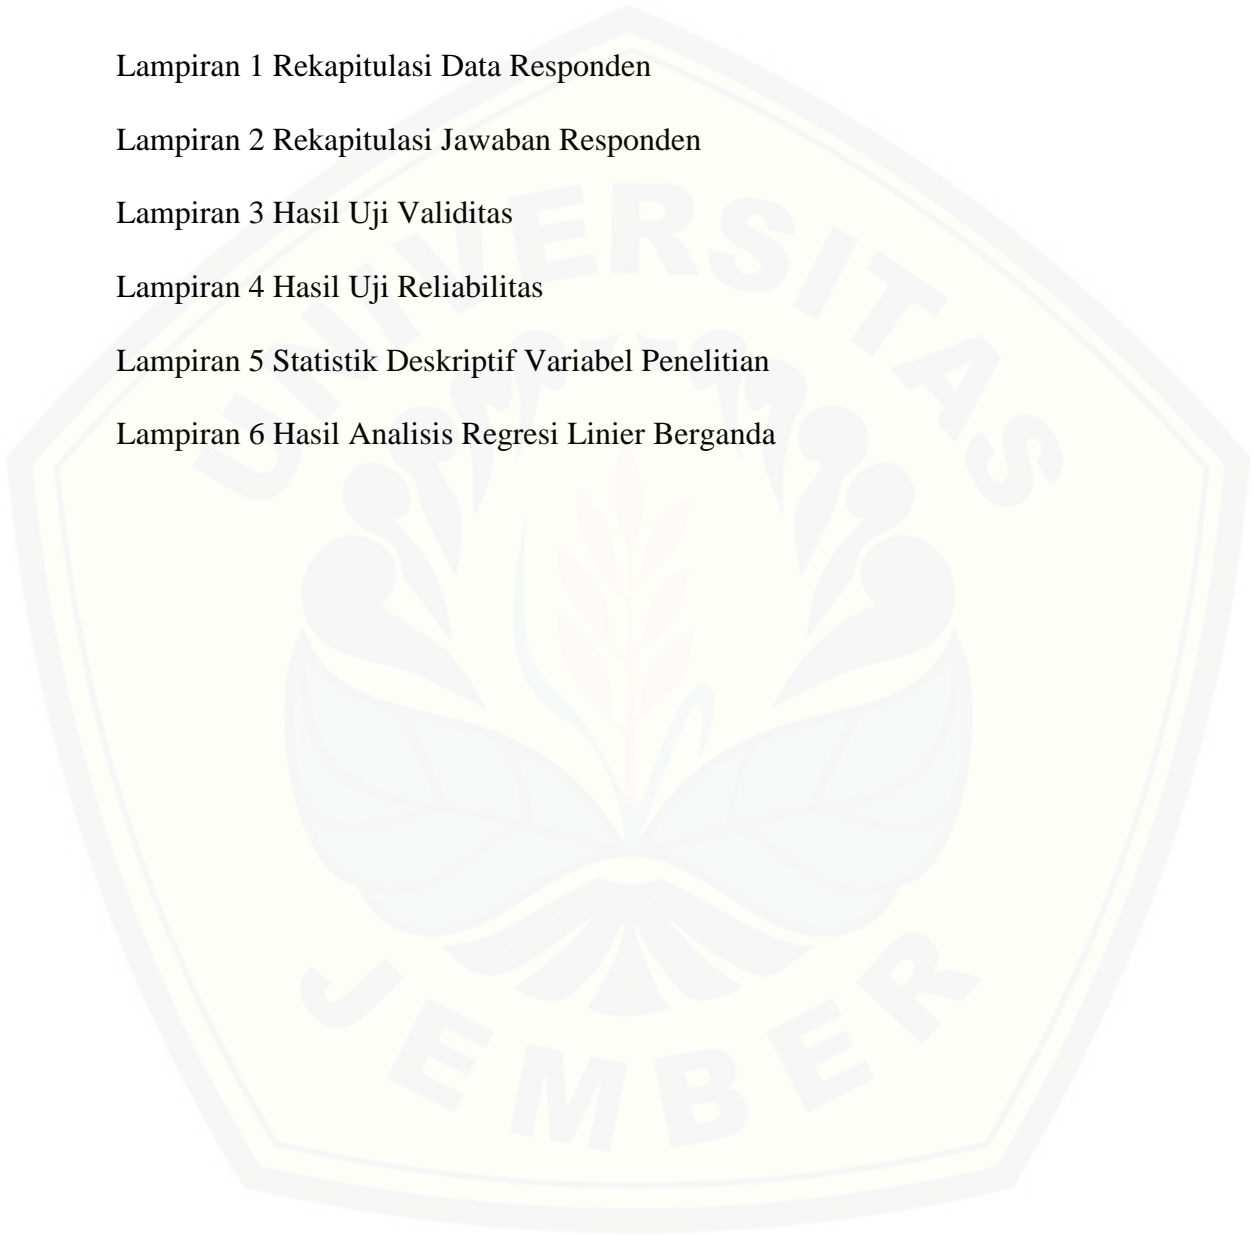 Lampiran 1 Rekapitulasi Data Responden
Lampiran 2 Rekapitulasi Jawaban Responden
Lampiran 3 Hasil Uji Validitas
Lampiran 4 Hasil Uji Reliabilitas
Lampiran 5 Statistik Deskriptif Variabel Penelitian
Lampiran 6 Hasil Analisis Regresi Linier Berganda
UNIVERSITAS
JEMBER